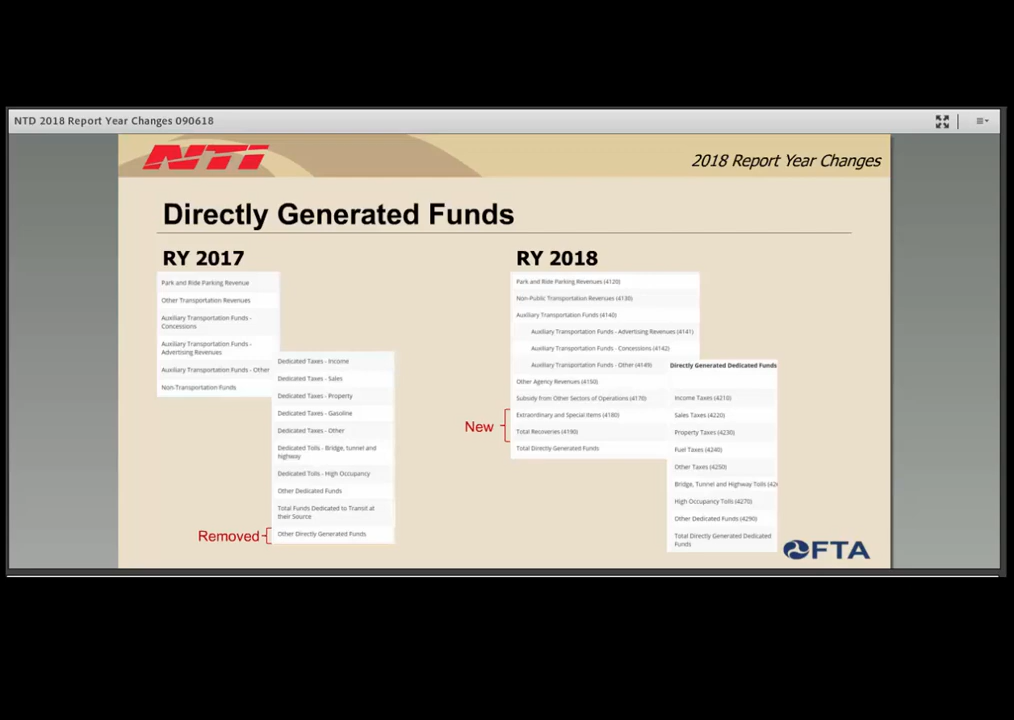 NTD 2018 Report Year Changes 090618
NTI
2018 Report Year Changes
Directly Generated Funds
RY 2017
Park and Ride Parking Revenue
Other Transportation Revenues
Auxiliary Transportation Funds -
Concessions
Auxiliary Transportation Funds -
Advertising Revenues
Auxiliary Transportation Funds - Other
Non-Transportation Funds
Dedicated Taxes - Income
Dedicated Taxes - Sales
Dedicated Taxes - Property
Dedicated Taxes - Gasoline
Dedicated Taxes - Other
Dedicated Tolls - Bridge, tunnel and
highway
Dedicated Tolls - High Occupancy
Other Dedicated Funds
Total Funds Dedicated to Transit at
their Source
Removed
Other Directly Generated Funds
RY 2018
Park and Ride Parking Revenues (4120)
Non-Public Transportation Revenues (4130)
Auxiliary Transportation Funds (4140)
Auxiliary Transportation Funds - Advertising Revenues (4141)
Auxiliary Transportation Funds - Concessions (4142)
Auxiliary Transportation Funds - Other (4149)
Other Agency Revenues (4150)
Subsidy from Other Sectors of Operations (4170)
New
Extraordinary and Special Items (4180)
Total Recoveries (4190)
Total Directly Generated Funds
Directly Generated Dedicated Funds
Income Taxes (4210)
Sales Taxes (4220)
Property Taxes (4230)
Fuel Taxes (4240)
Other Taxes (4250)
Bridge, Tunnel and Highway Tolls (426
High Occupancy Tolls (4270)
Other Dedicated Funds (4290)
Total Directly Generated Dedicated
Funds
FTA